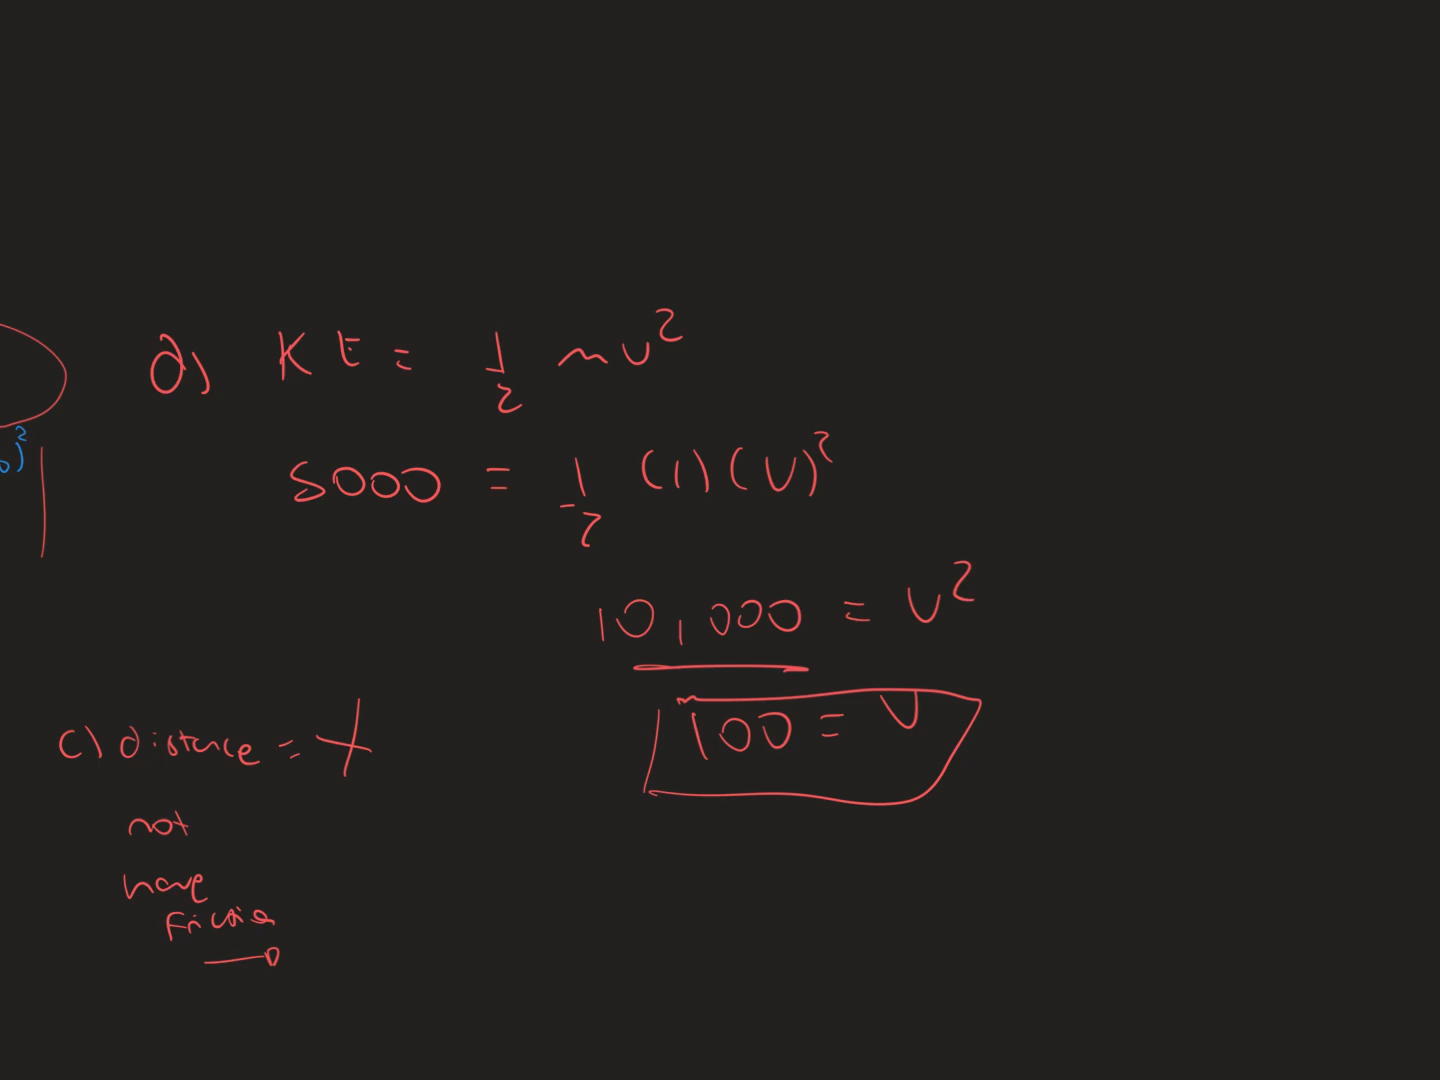 d) KE = 1/2 mv²
5000 = 1/2 (1)(v)²
10,000 = v²
100 = v
c) distance = x
not
have
friction